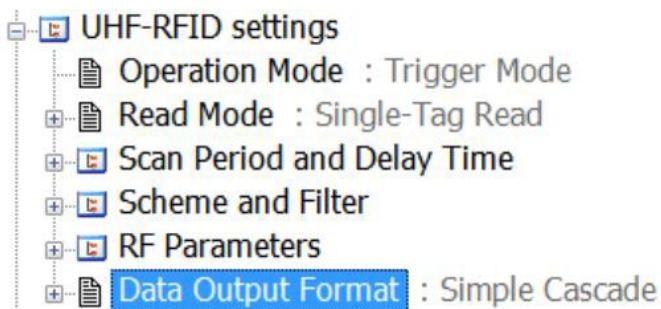 UHF-RFID settings
Operation Mode : Trigger Mode
Read Mode : Single-Tag Read
Scan Period and Delay Time
Scheme and Filter
RF Parameters
Data Output Format : Simple Cascade